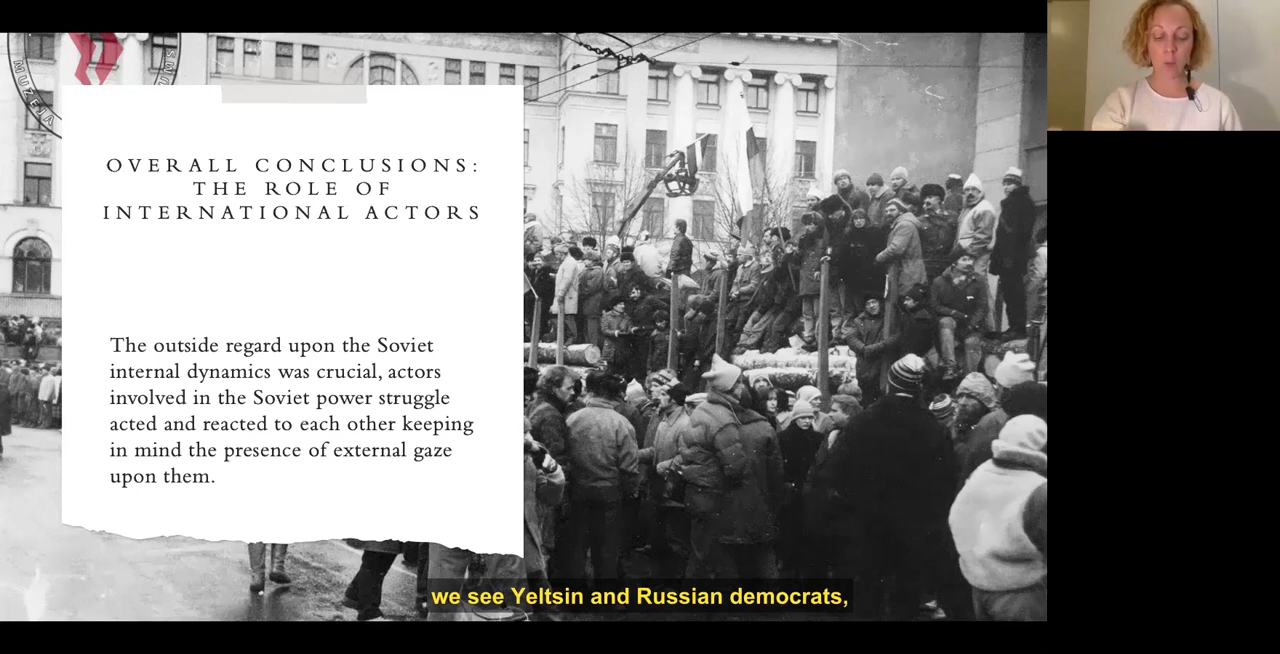 MUZEJA
OVERALL CONCLUSIONS:
THE ROLE OF
INTERNATIONAL ACTORS
The outside regard upon the Soviet
internal dynamics was crucial, actors
involved in the Soviet power struggle
acted and reacted to each other keeping
in mind the presence of external gaze
upon them.
we see Yeltsin and Russian democrats,